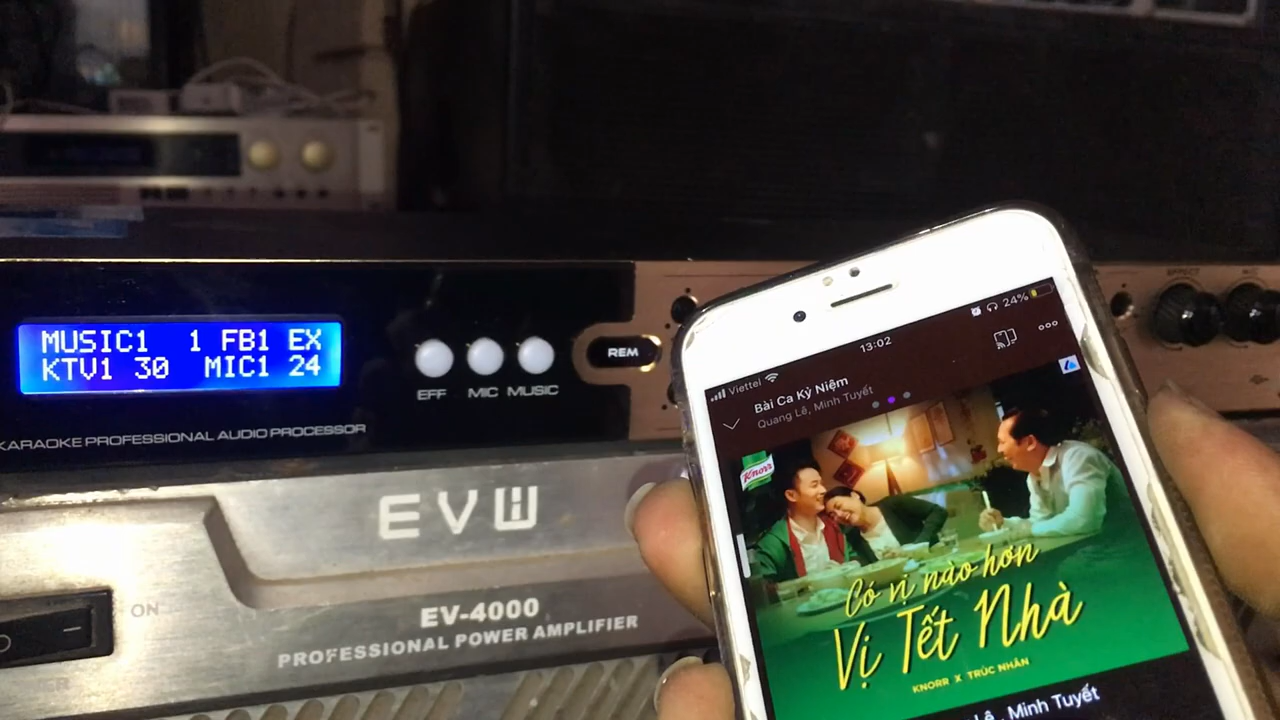 MUSIC1 1 FB1 EX
KTV1 30 MIC1 24
EFF MIC MUSIC
REM
KARAOKE PROFESSIONAL AUDIO PROCESSOR
EVW
ON
EV-4000
PROFESSIONAL POWER AMPLIFIER
EFFECT
Viettel
13:02
24%
Bài Ca Kỷ Niệm
Quang Lê, Minh Tuyết
Knorr
Có vị nào hơn
Vị Tết Nhà
KNORR X TRÚC NHÂN
Lê, Minh Tuyết